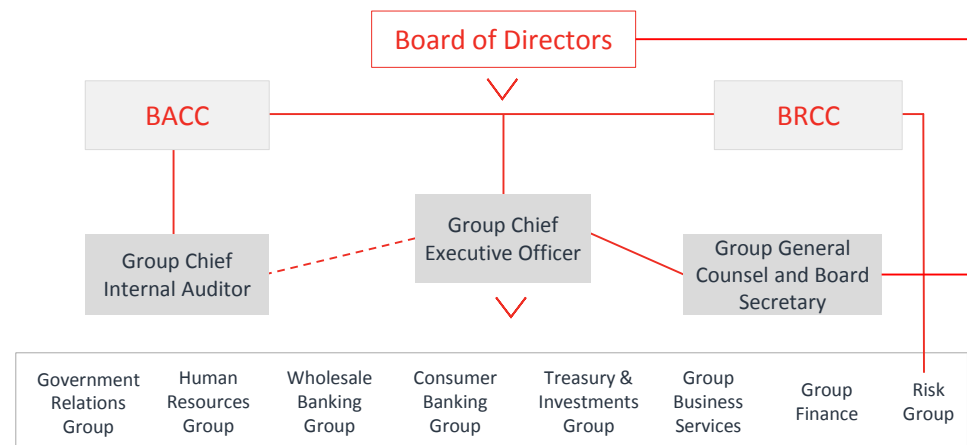 Board of Directors
BACC
BRCC
Group Chief
Executive Officer
Group Chief
Internal Auditor
Group General
Counsel and Board
Secretary
Government
Relations
Group
Human
Resources
Group
Wholesale
Banking
Group
Consumer
Banking
Group
Treasury &
Investments
Group
Group
Business
Services
Group
Finance
Risk
Group